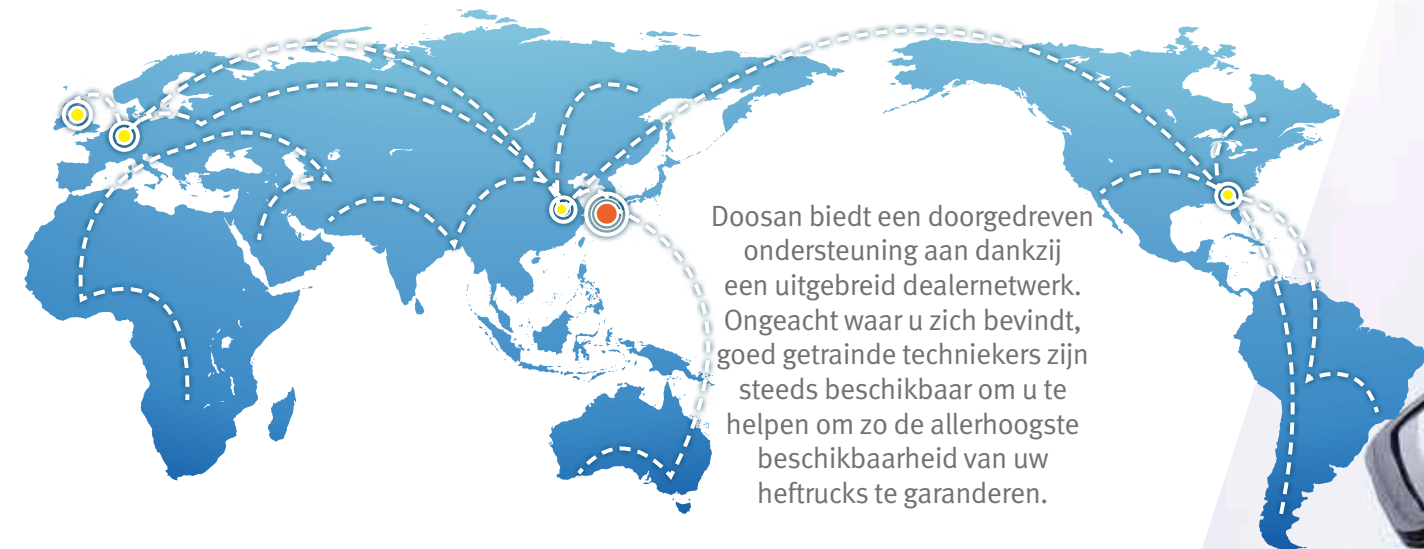 Doosan biedt een doorgedreven
ondersteuning aan dankzij
een uitgebreid dealernetwerk.
Ongeacht waar u zich bevindt,
goed getrainde techniekers zijn
steeds beschikbaar om u te
helpen om zo de allerhoogste
beschikbaarheid van uw
heftrucks te garanderen.